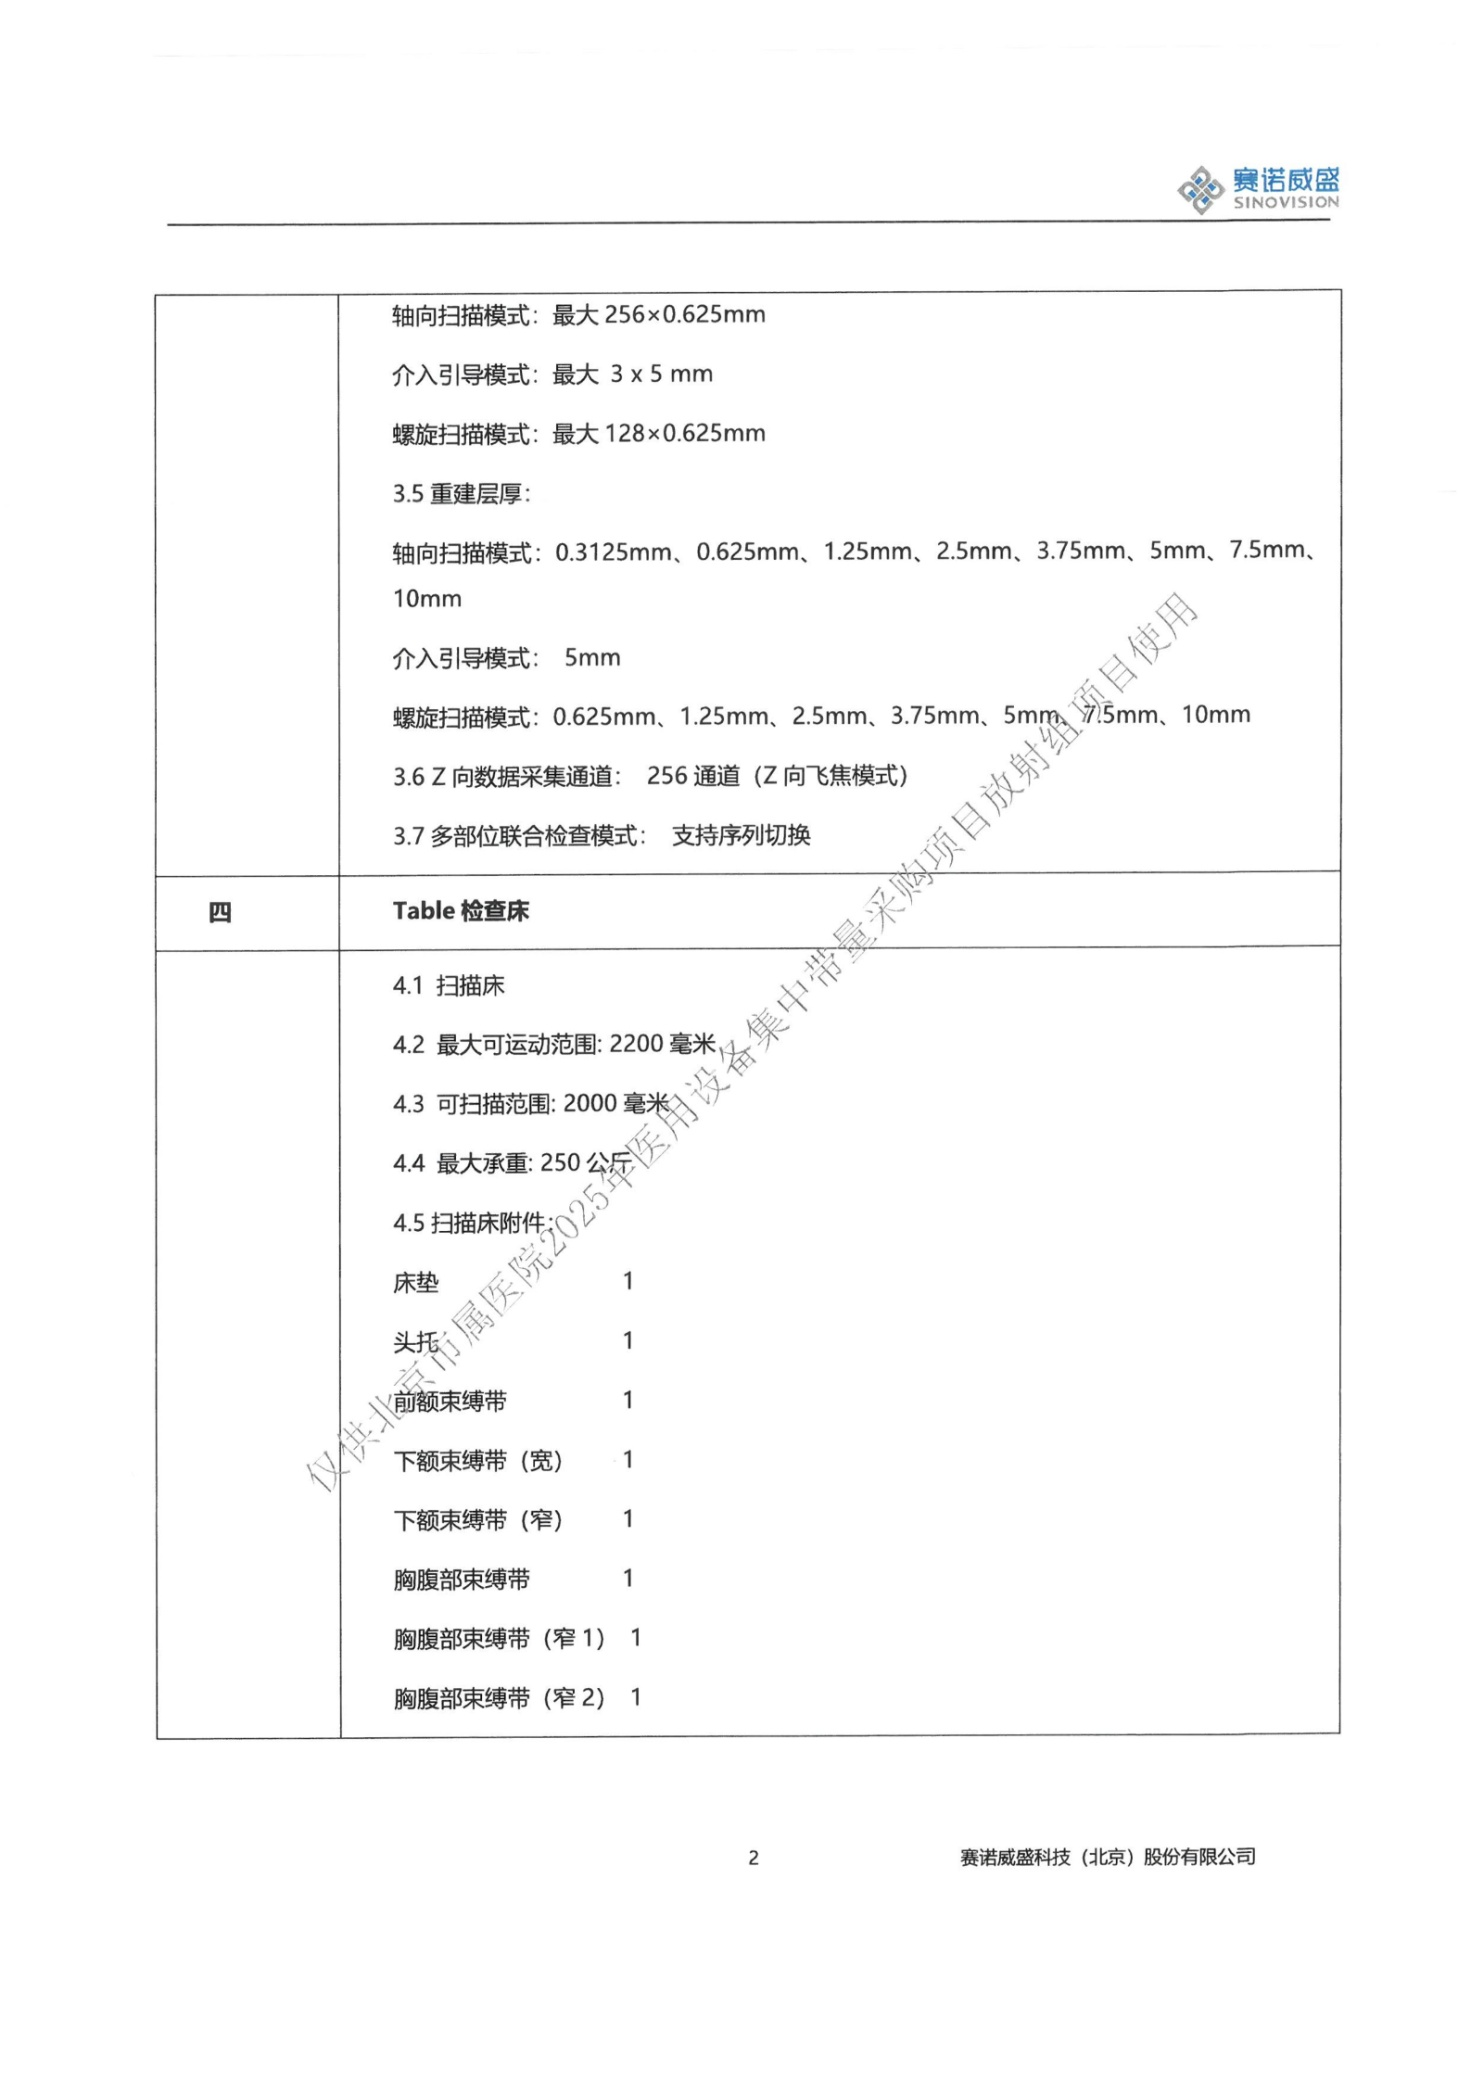 赛诺威盛
SINOVISION
轴向扫描模式：最大 256×0.625mm
介入引导模式：最大 3 x 5 mm
螺旋扫描模式：最大 128×0.625mm
3.5 重建层厚：
轴向扫描模式：0.3125mm、0.625mm、1.25mm、2.5mm、3.75mm、5mm、7.5mm、
10mm
介入引导模式： 5mm
螺旋扫描模式：0.625mm、1.25mm、2.5mm、3.75mm、5mm、7.5mm、10mm
3.6 Z 向数据采集通道： 256 通道（Z 向飞焦模式）
3.7 多部位联合检查模式： 支持序列切换
四 Table 检查床
4.1 扫描床
4.2 最大可运动范围: 2200 毫米
4.3 可扫描范围: 2000 毫米
4.4 最大承重: 250 公斤
4.5 扫描床附件:
床垫 1
头托 1
前额束缚带 1
下额束缚带（宽） 1
下额束缚带（窄） 1
胸腹部束缚带 1
胸腹部束缚带（窄 1） 1
胸腹部束缚带（窄 2） 1
仅供北京市属医院2025年医用设备集中带量采购项目放射组项目使用
2 赛诺威盛科技（北京）股份有限公司